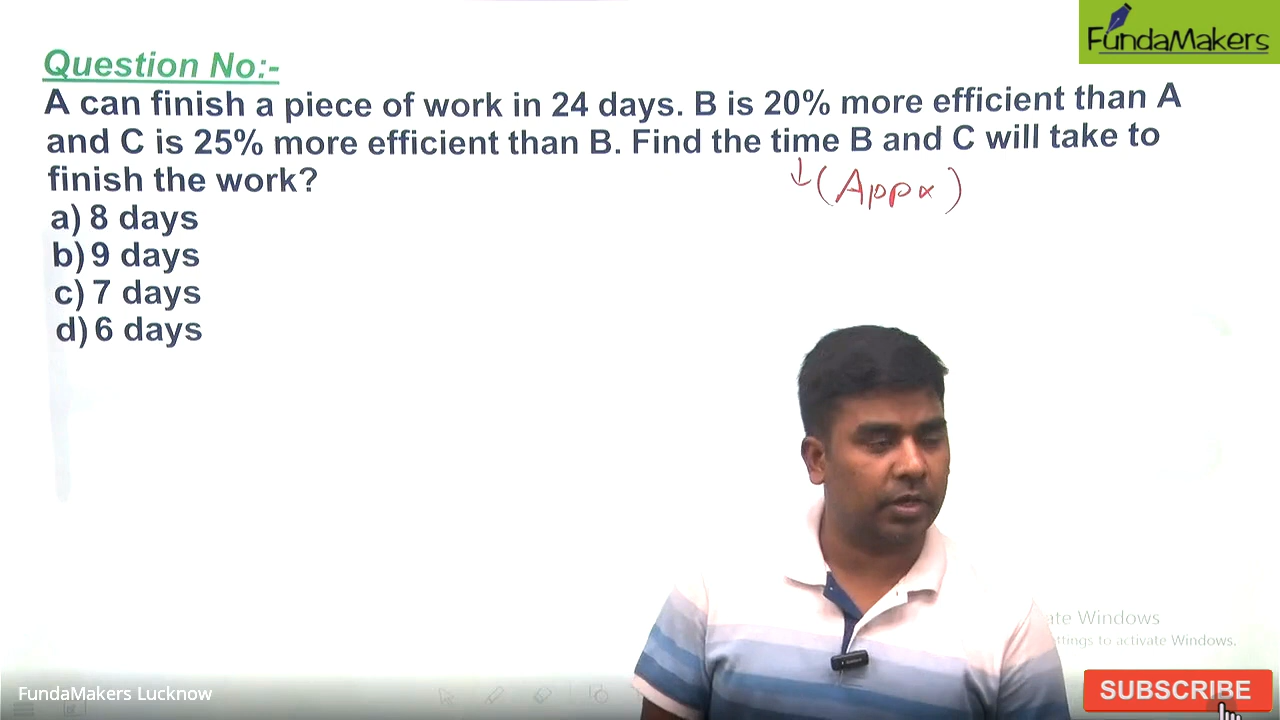 FundaMakers
Question No:-
A can finish a piece of work in 24 days. B is 20% more efficient than A
and C is 25% more efficient than B. Find the time B and C will take to
finish the work?
↓(Appx)
a) 8 days
b) 9 days
c) 7 days
d) 6 days
ate Windows
ttings to activate Windows.
FundaMakers Lucknow
SUBSCRIBE